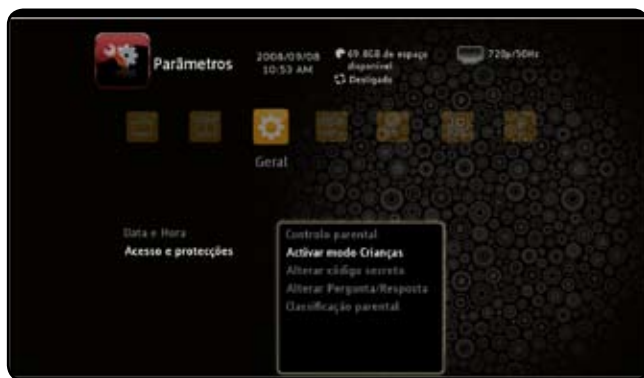 Parâmetros
2008/09/08
10:53 AM
69.8GB de espaço
disponível
Desligado
720p/50Hz
Geral
Data e Hora
Acesso e protecções
Controlo parental
Activar modo Crianças
Alterar código secreto
Alterar Pergunta/Resposta
Classificação parental